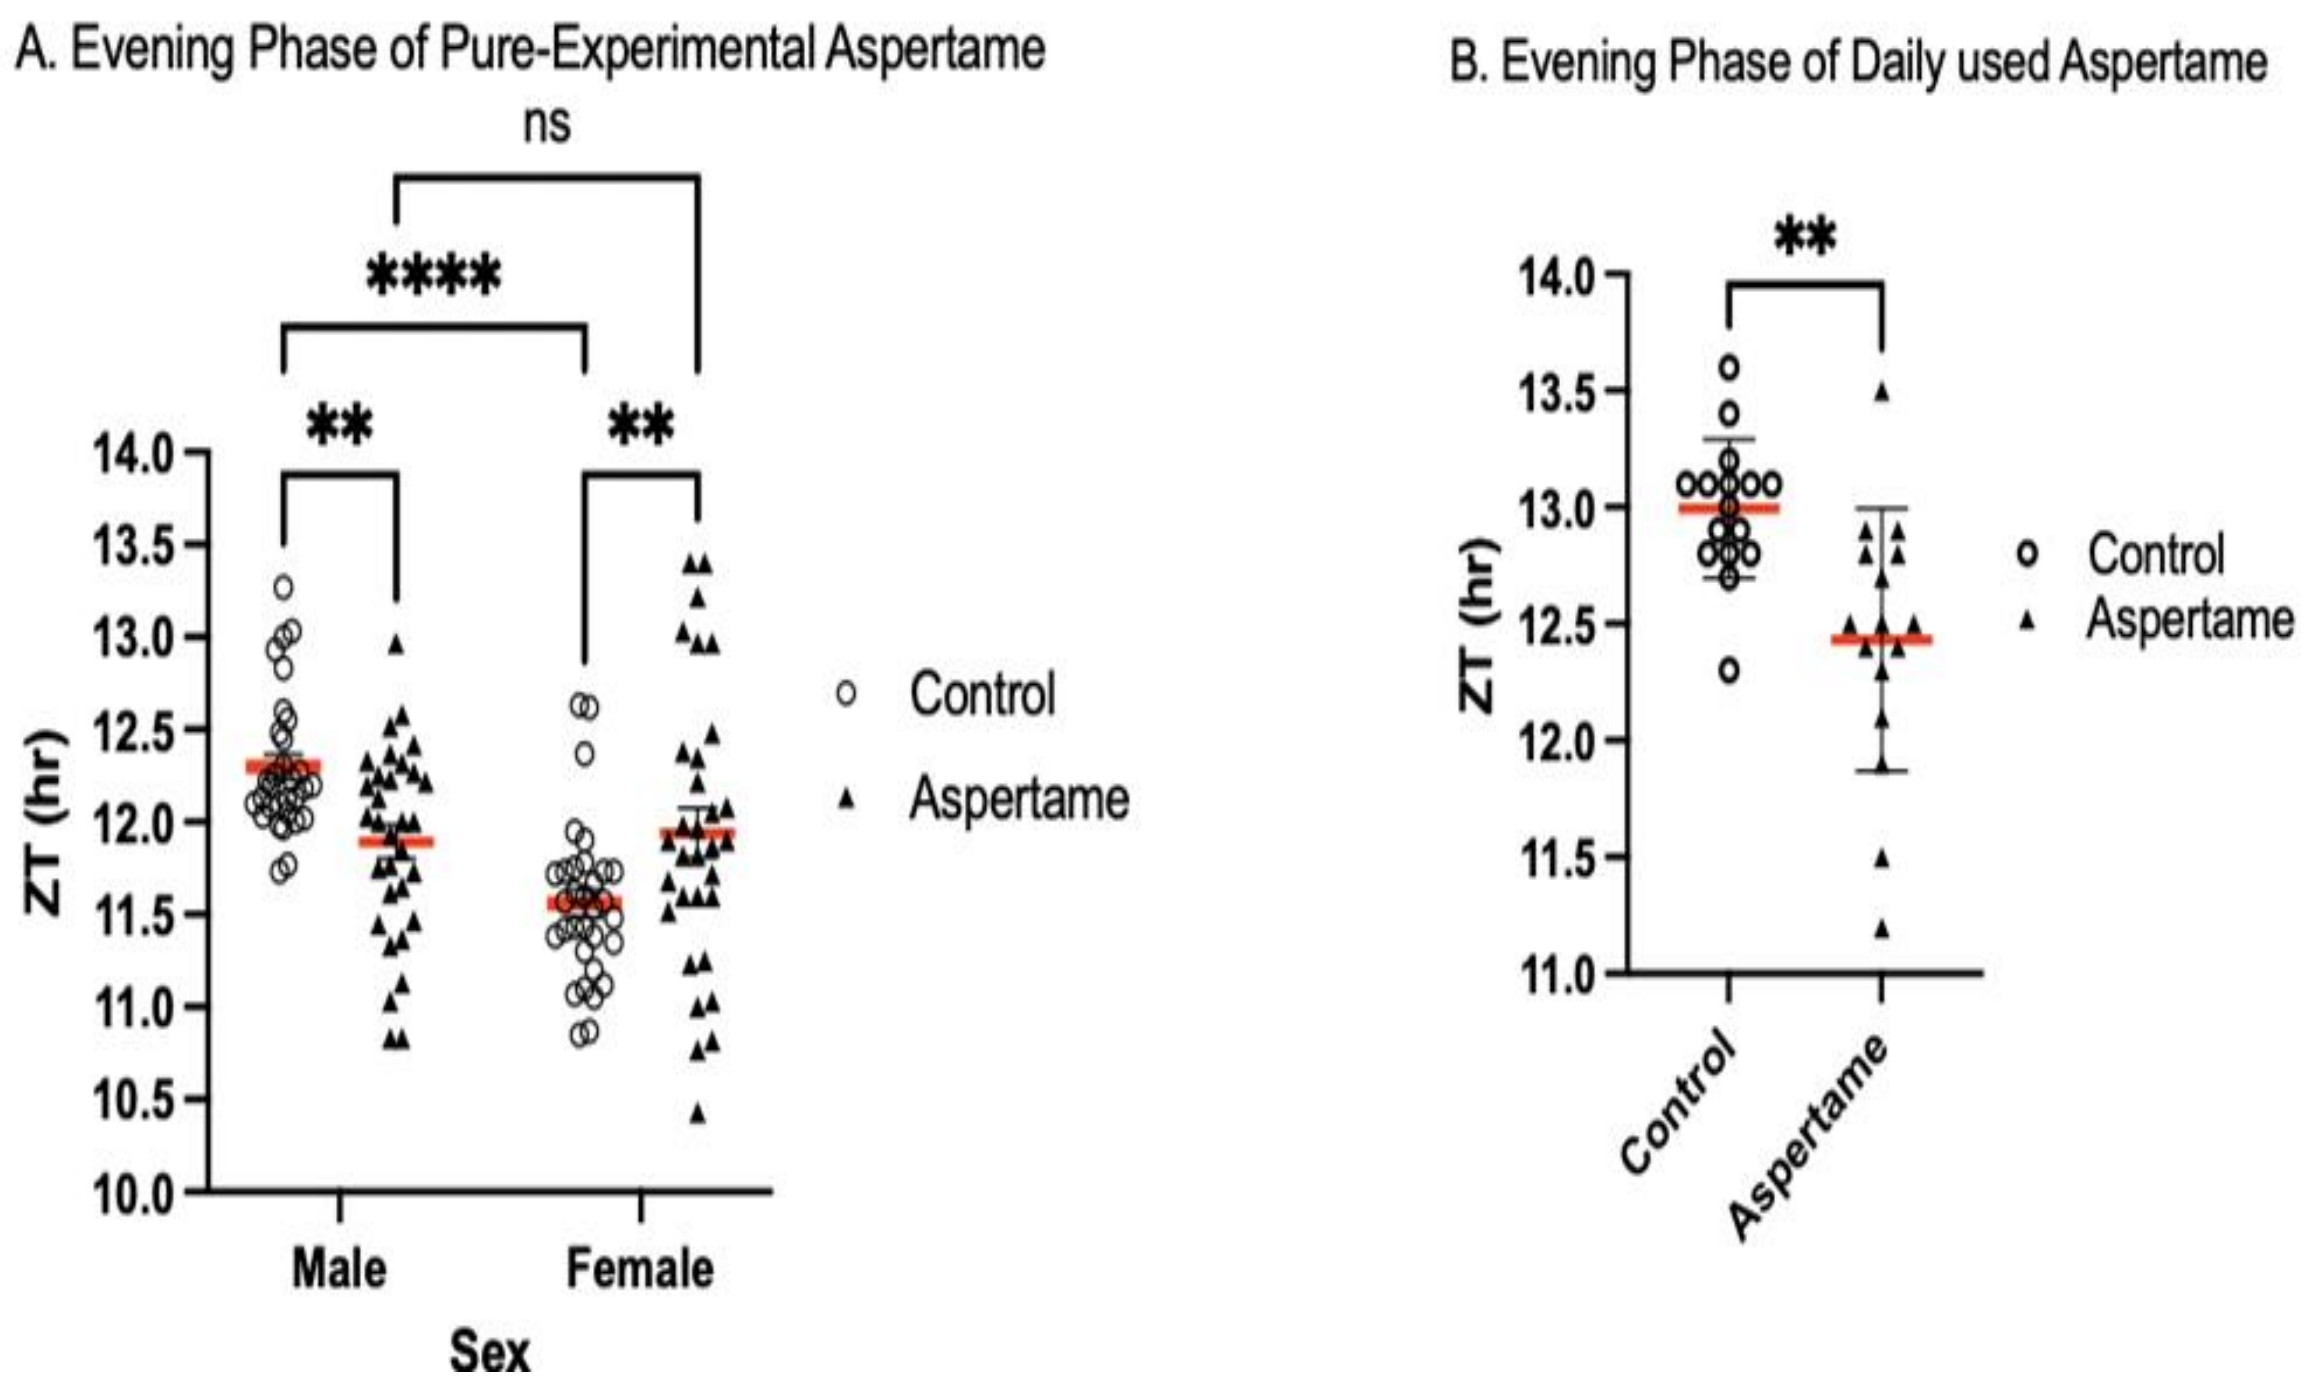 A. Evening Phase of Pure-Experimental Aspertame
ns
****
**
**
14.0
13.5
13.0
12.5
12.0
11.5
11.0
10.5
10.0
ZT (hr)
Male
Female
Sex
Control
Aspertame
B. Evening Phase of Daily used Aspertame
**
14.0
13.5
13.0
12.5
12.0
11.5
11.0
ZT (hr)
Control
Aspertame
Control
Aspertame